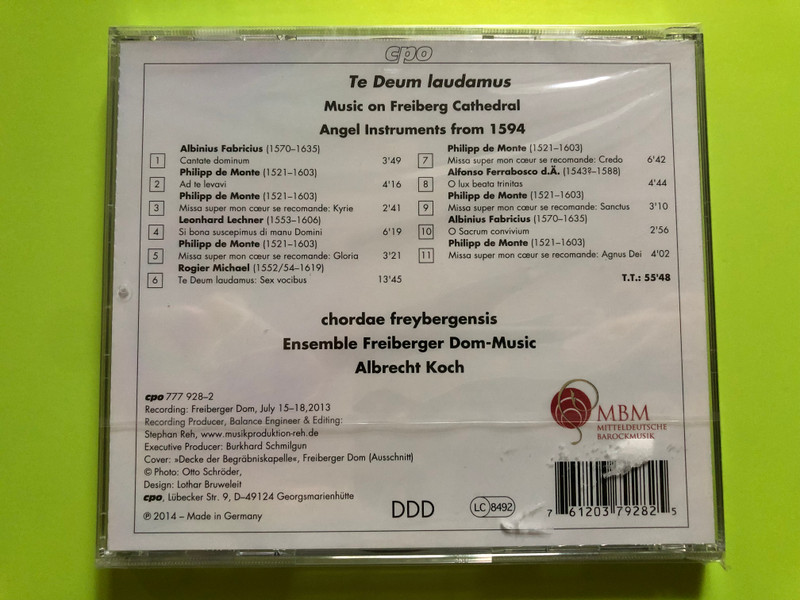 cpo
Te Deum laudamus
Music on Freiberg Cathedral
Angel Instruments from 1594
Albinius Fabricius (1570–1635)
1 Cantate dominum 3'49
Philipp de Monte (1521–1603)
2 Ad te levavi 4'16
Philipp de Monte (1521–1603)
3 Missa super mon cœur se recomande: Kyrie 2'41
Leonhard Lechner (1553–1606)
4 Si bona suscepimus di manu Domini 6'19
Philipp de Monte (1521–1603)
5 Missa super mon cœur se recomande: Gloria 3'21
Rogier Michael (1552/54–1619)
6 Te Deum laudamus: Sex vocibus 13'45
Philipp de Monte (1521–1603)
7 Missa super mon cœur se recomande: Credo 6'42
Alfonso Ferrabosco d.Ä. (1543?–1588)
8 O lux beata trinitas 4'44
Philipp de Monte (1521–1603)
9 Missa super mon cœur se recomande: Sanctus 3'10
Albinius Fabricius (1570–1635)
10 O Sacrum convivium 2'56
Philipp de Monte (1521–1603)
11 Missa super mon cœur se recomande: Agnus Dei 4'02
T.T.: 55'48
chordae freybergensis
Ensemble Freiberger Dom-Music
Albrecht Koch
cpo 777 928–2
Recording: Freiberger Dom, July 15–18,2013
Recording Producer, Balance Engineer & Editing:
Stephan Reh, www.musikproduktion-reh.de
Executive Producer: Burkhard Schmilgun
Cover: »Decke der Begräbniskapelle«, Freiberger Dom (Ausschnitt)
© Photo: Otto Schröder,
Design: Lothar Bruweleit
cpo, Lübecker Str. 9, D–49124 Georgsmarienhütte
℗ 2014 – Made in Germany
DDD
LC 8492
MBM
MITTELDEUTSCHE
BAROCKMUSIK
7 61203 79282 5